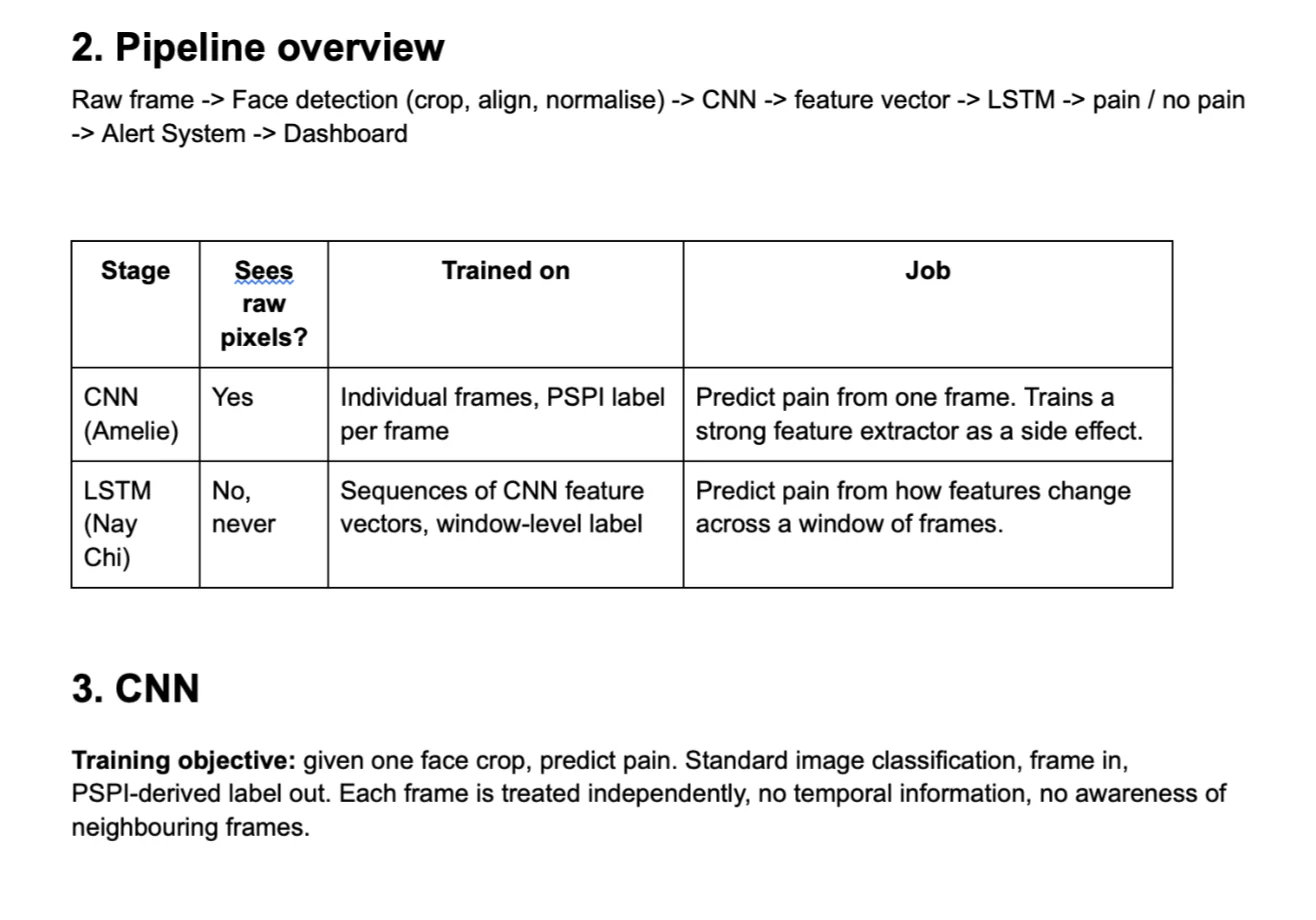 2. Pipeline overview
Raw frame -> Face detection (crop, align, normalise) -> CNN -> feature vector -> LSTM -> pain / no pain
-> Alert System -> Dashboard
Stage
Sees
raw
pixels?
Trained on
Job
CNN
(Amelie)
Yes
Individual frames, PSPI label
per frame
Predict pain from one frame. Trains a
strong feature extractor as a side effect.
LSTM
(Nay
Chi)
No,
never
Sequences of CNN feature
vectors, window-level label
Predict pain from how features change
across a window of frames.
3. CNN
Training objective: given one face crop, predict pain. Standard image classification, frame in,
PSPI-derived label out. Each frame is treated independently, no temporal information, no awareness of
neighbouring frames.